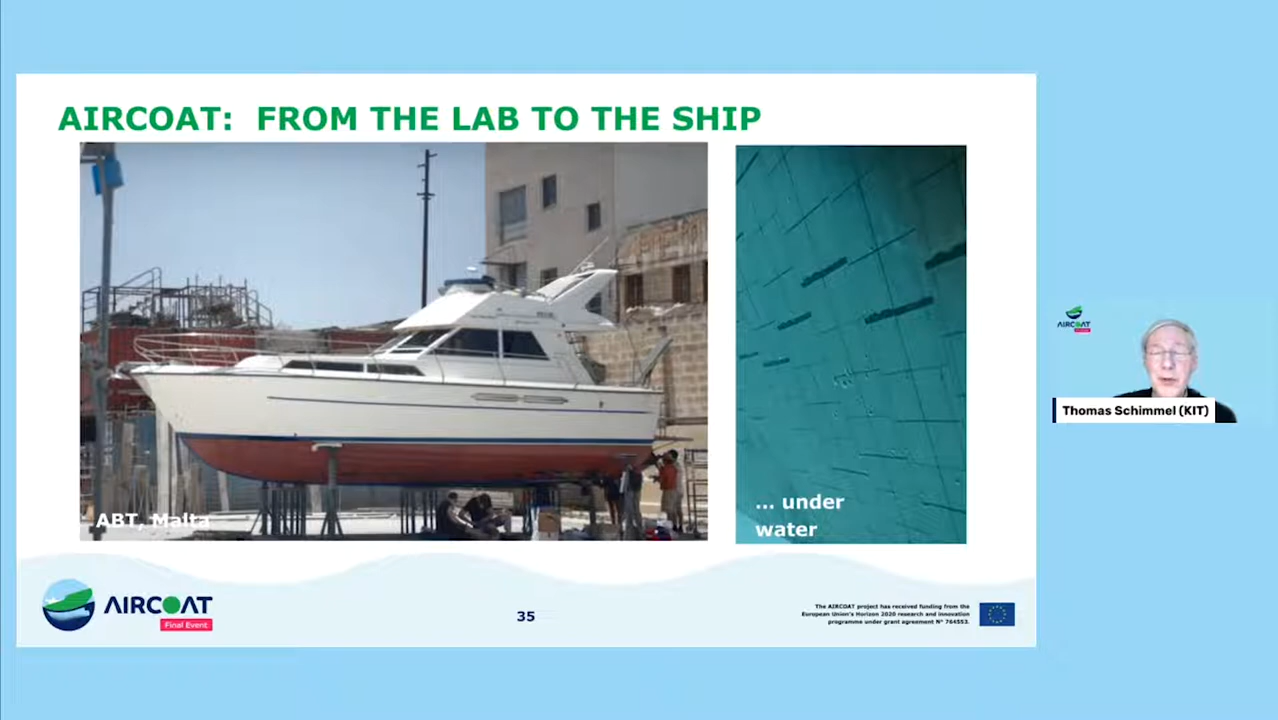 AIRCOAT: FROM THE LAB TO THE SHIP
ABT, Malta
... under
water
AIRCOAT
Thomas Schimmel (KIT)
AIRCOAT
Final Event
35
The AIRCOAT project has received funding from the
European Union's Horizon 2020 research and innovation
programme under grant agreement N° 764553.